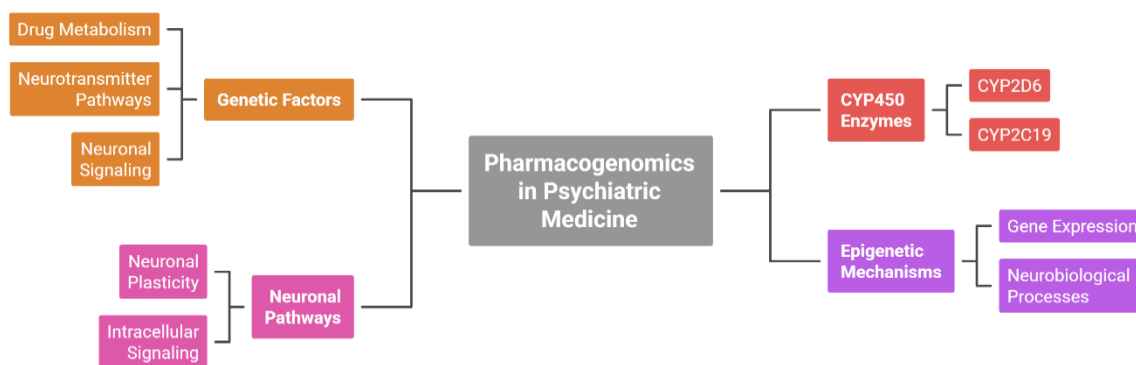 Drug Metabolism
Neurotransmitter
Pathways
Neuronal
Signaling
Genetic Factors
Neuronal
Plasticity
Intracellular
Signaling
Neuronal
Pathways
Pharmacogenomics
in Psychiatric
Medicine
CYP450
Enzymes
CYP2D6
CYP2C19
Epigenetic
Mechanisms
Gene Expression
Neurobiological
Processes